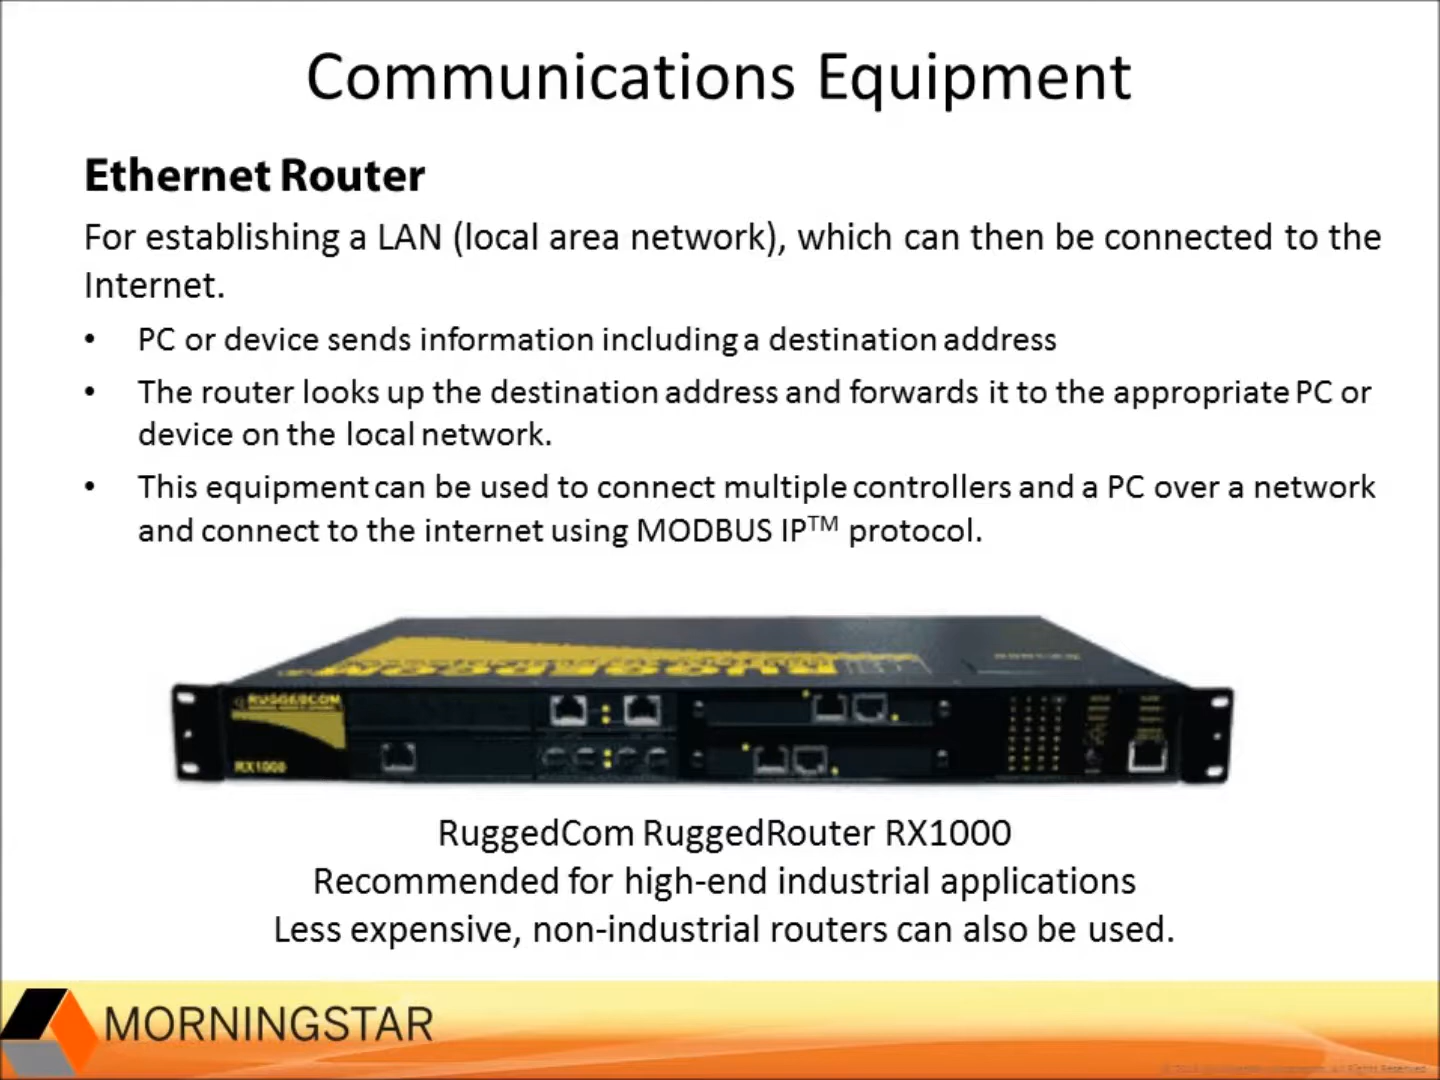 Communications Equipment
Ethernet Router
For establishing a LAN (local area network), which can then be connected to the
Internet.
• PC or device sends information including a destination address
• The router looks up the destination address and forwards it to the appropriate PC or
device on the local network.
• This equipment can be used to connect multiple controllers and a PC over a network
and connect to the internet using MODBUS IP™ protocol.
RUGGEDCOM
RX1000
RuggedCom RuggedRouter RX1000
Recommended for high-end industrial applications
Less expensive, non-industrial routers can also be used.
MORNINGSTAR